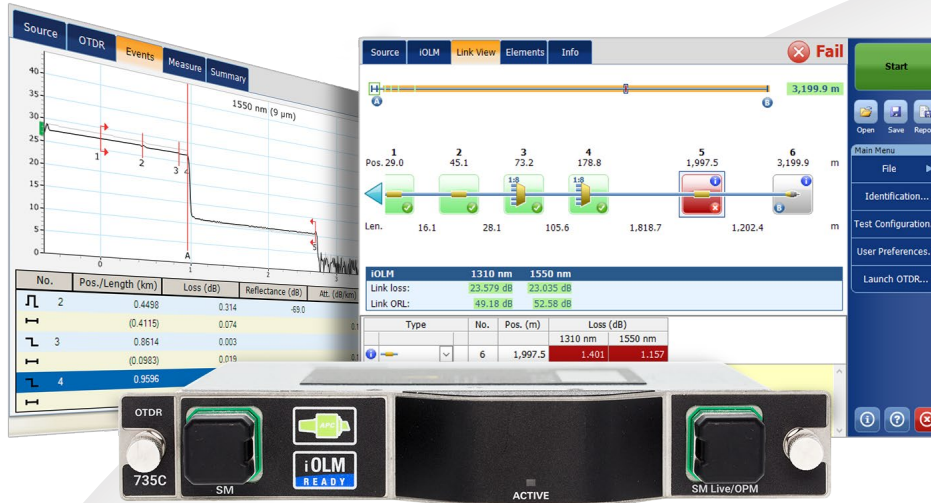 Source OTDR Events Measure Summary
1550 nm (9 µm)
40
35
30
25
20
15
10
5
0
1 2 3 4 5
A
0 1 2 3
No. Pos./Length (km) Loss (dB) Reflectance (dB) Att. (dB/km)
2 0.4498 0.314 -69.0
(0.4115) 0.074
3 0.8614 0.003
(0.0983) 0.019
4 0.9596
Source iOLM Link View Elements Info
Fail
3,199.9 m
A B
1 2 3 4 5 6
Pos. 29.0 45.1 73.2 178.8 1,997.5 3,199.9 m
1:8 1:8
B
Len. 16.1 28.1 105.6 1,818.7 1,202.4 m
iOLM 1310 nm 1550 nm
Link loss: 23.579 dB 23.035 dB
Link ORL: 49.18 dB 52.58 dB
Type No. Pos. (m) Loss (dB)
1310 nm 1550 nm
6 1,997.5 1.401 1.157
Start
Open Save Repo
Main Menu
File
Identification...
Test Configuration
User Preferences.
Launch OTDR...
OTDR
735C
SM
APC
iOLM
READY
ACTIVE
SM Live/OPM